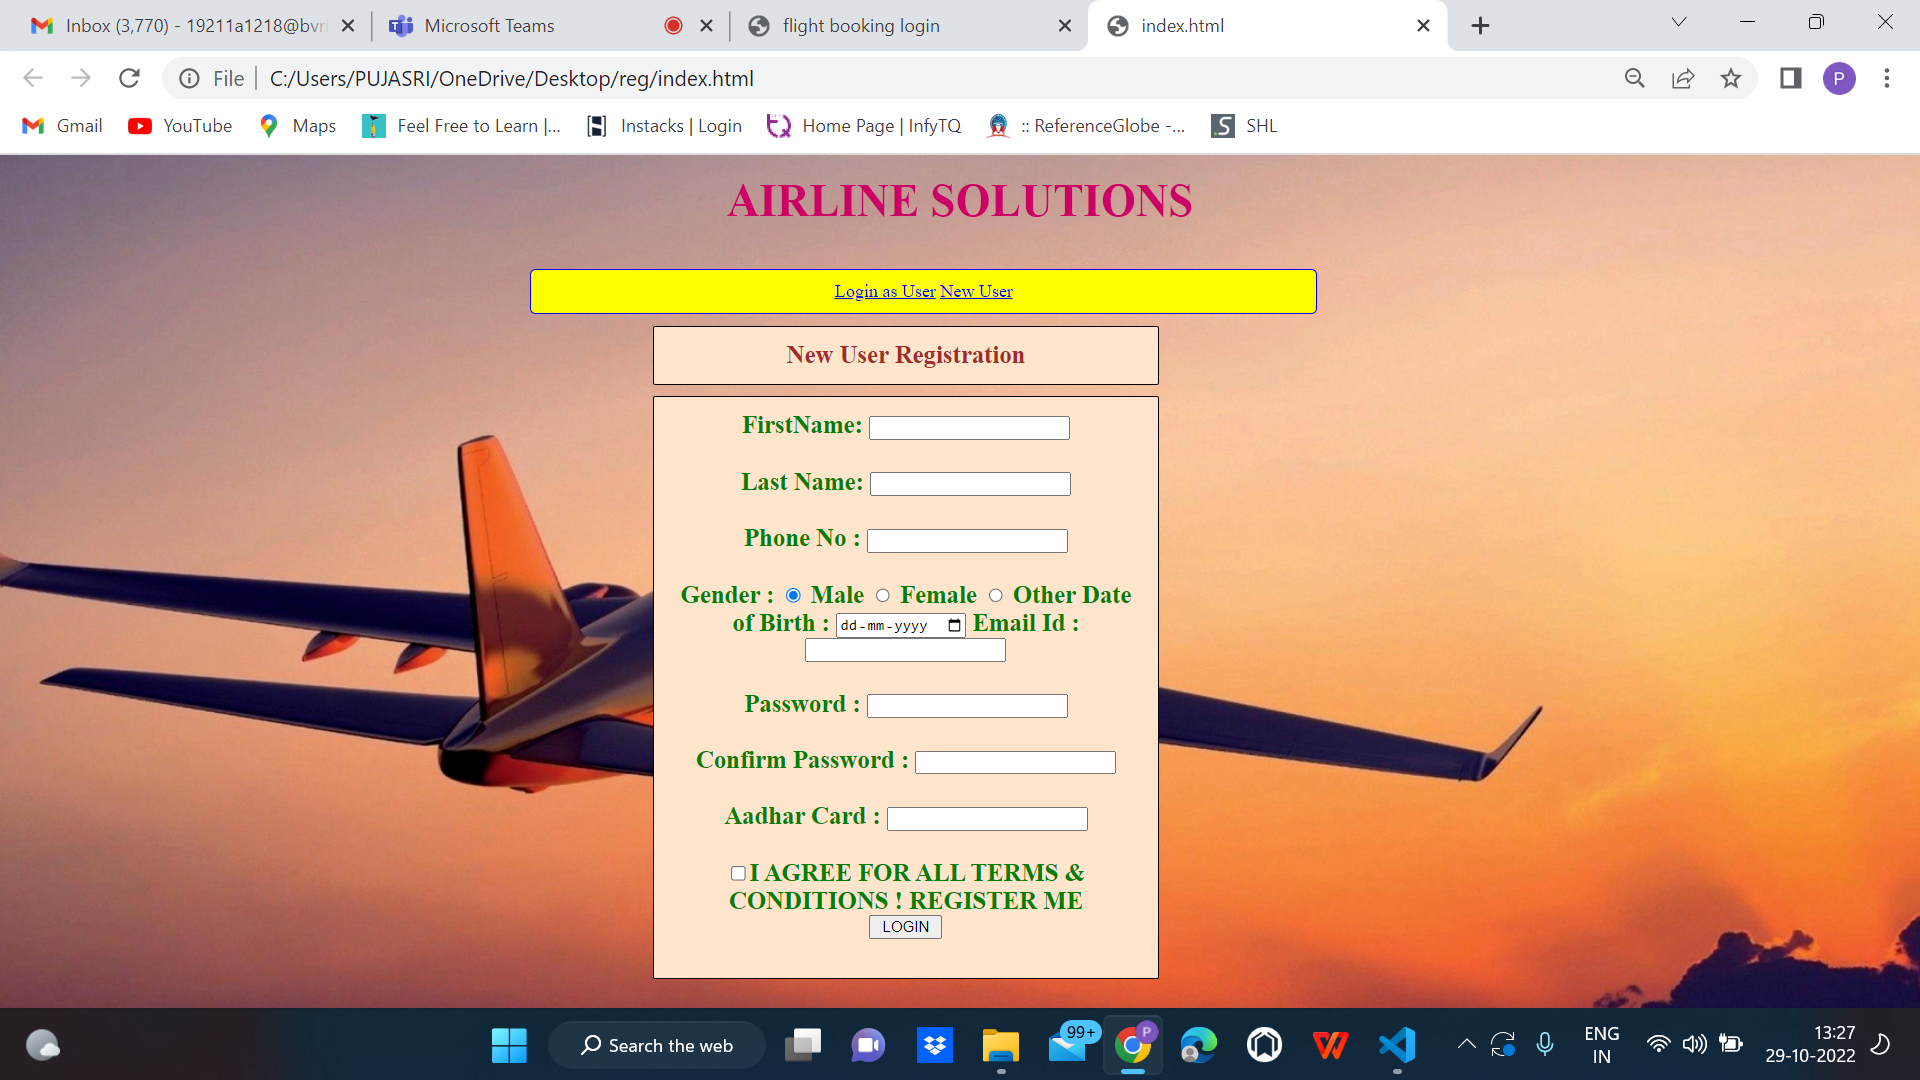 Inbox (3,770) - 19211a1218@bvri
Microsoft Teams
flight booking login
index.html
File
C:/Users/PUJASRI/OneDrive/Desktop/reg/index.html
P
Gmail
YouTube
Maps
Feel Free to Learn |...
Instacks | Login
Home Page | InfyTQ
:: ReferenceGlobe -...
SHL
AIRLINE SOLUTIONS
Login as User New User
New User Registration
FirstName:
Last Name:
Phone No :
Gender : Male Female Other Date
of Birth : dd-mm-yyyy Email Id :
Password :
Confirm Password :
Aadhar Card :
I AGREE FOR ALL TERMS &
CONDITIONS ! REGISTER ME
LOGIN
Search the web
99+
P
ENG
IN
13:27
29-10-2022